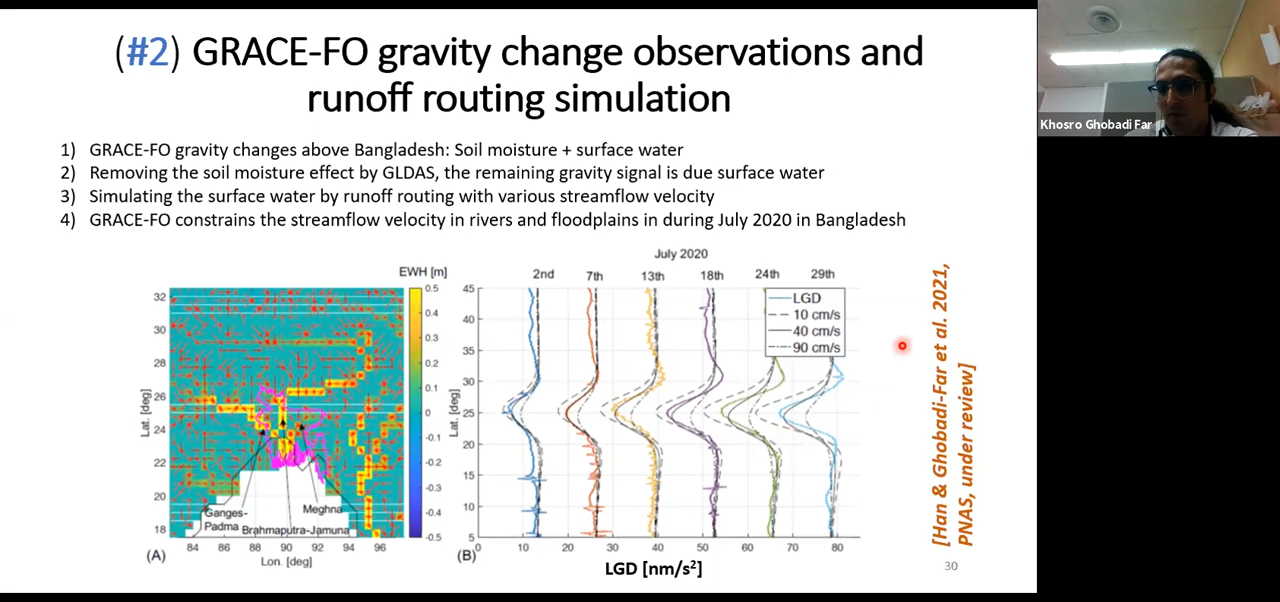 (#2) GRACE-FO gravity change observations and
runoff routing simulation
Khosro Ghobadi Far
1) GRACE-FO gravity changes above Bangladesh: Soil moisture + surface water
2) Removing the soil moisture effect by GLDAS, the remaining gravity signal is due surface water
3) Simulating the surface water by runoff routing with various streamflow velocity
4) GRACE-FO constrains the streamflow velocity in rivers and floodplains in during July 2020 in Bangladesh
EWH [m]
0.5
0.4
0.3
0.2
0.1
0
-0.1
-0.2
-0.3
-0.4
-0.5
32
30
28
26
24
22
20
18
Lat. [deg]
84 86 88 90 92 94 96
Lon. [deg]
Ganges-
Padma
Brahmaputra-Jamuna
Meghna
(A)
July 2020
2nd 7th 13th 18th 24th 29th
LGD
10 cm/s
40 cm/s
90 cm/s
45
40
35
30
25
20
15
10
5
Lat. [deg]
0 10 20 30 40 50 60 70 80
(B)
LGD [nm/s²]
[Han & Ghobadi-Far et al. 2021,
PNAS, under review]
30